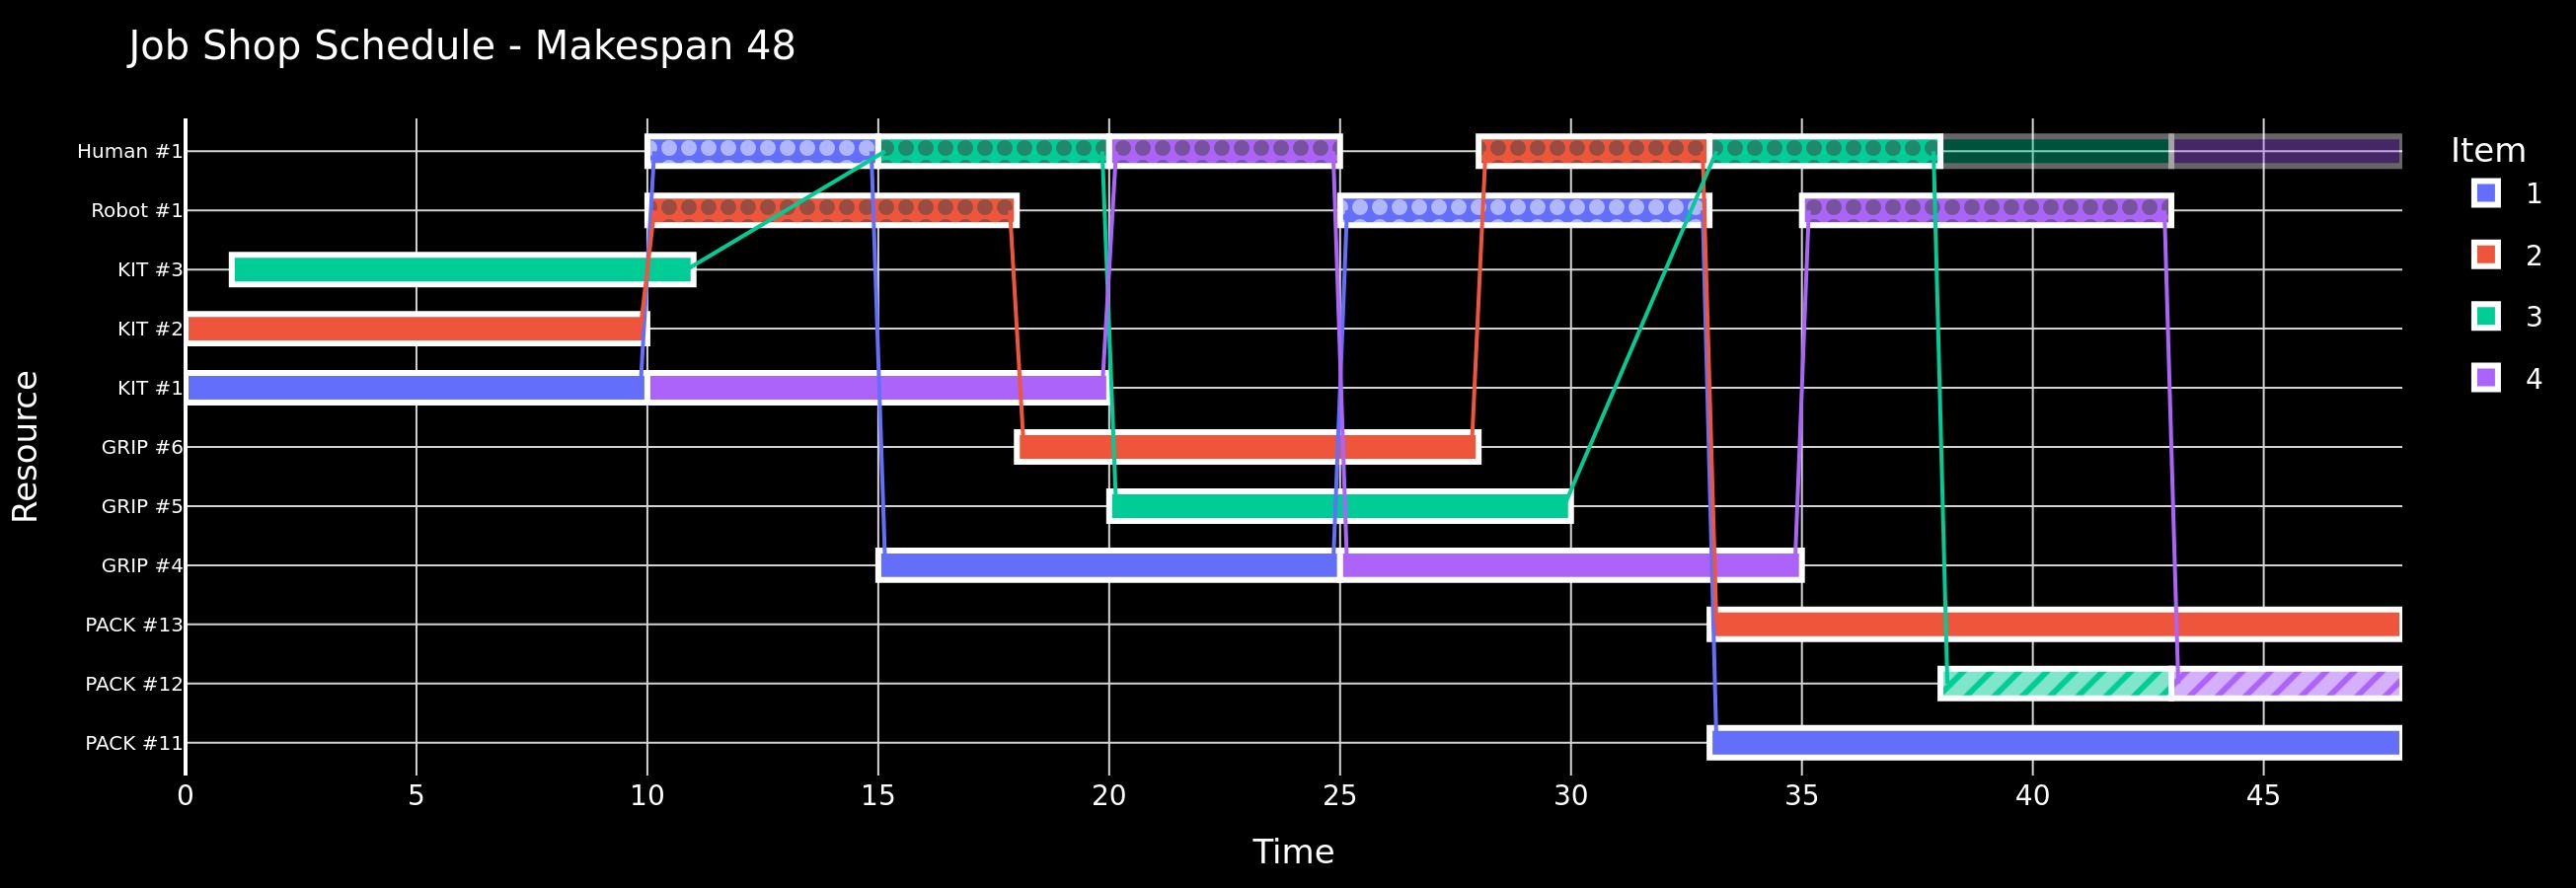 Job Shop Schedule - Makespan 48
Human #1
Robot #1
KIT #3
KIT #2
KIT #1
GRIP #6
GRIP #5
GRIP #4
PACK #13
PACK #12
PACK #11
Resource
0 5 10 15 20 25 30 35 40 45
Time
Item
1
2
3
4